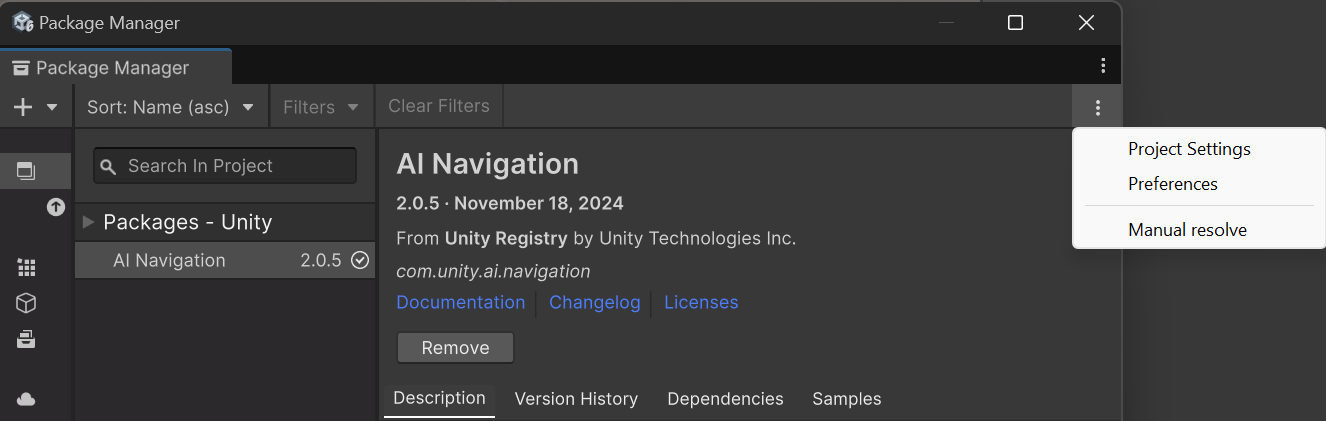 Package Manager
Package Manager
Sort: Name (asc) Filters Clear Filters
Search In Project
Packages - Unity
AI Navigation 2.0.5
AI Navigation
2.0.5 · November 18, 2024
From Unity Registry by Unity Technologies Inc.
com.unity.ai.navigation
Documentation Changelog Licenses
Remove
Description Version History Dependencies Samples
Project Settings
Preferences
Manual resolve